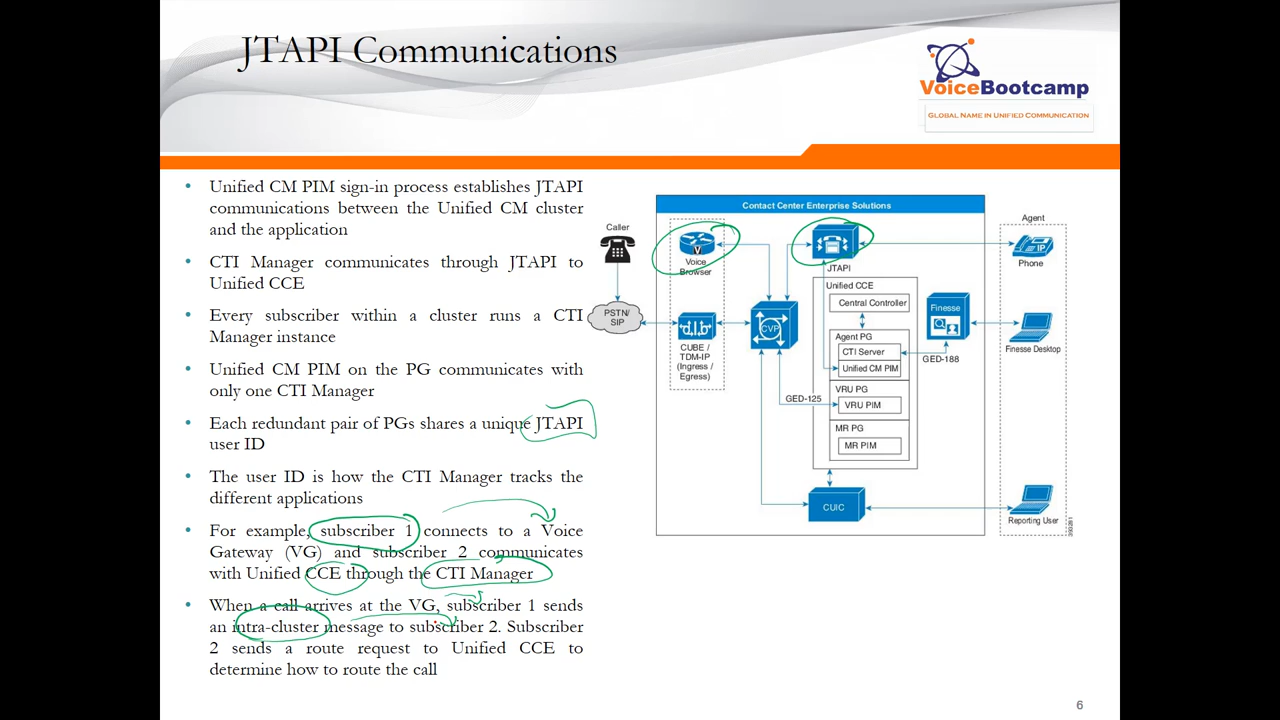 JTAPI Communications
VoiceBootcamp
GLOBAL NAME IN UNIFIED COMMUNICATION
• Unified CM PIM sign-in process establishes JTAPI
communications between the Unified CM cluster
and the application
• CTI Manager communicates through JTAPI to
Unified CCE
• Every subscriber within a cluster runs a CTI
Manager instance
• Unified CM PIM on the PG communicates with
only one CTI Manager
• Each redundant pair of PGs shares a unique JTAPI
user ID
• The user ID is how the CTI Manager tracks the
different applications
• For example, subscriber 1 connects to a Voice
Gateway (VG) and subscriber 2 communicates
with Unified CCE through the CTI Manager
• When a call arrives at the VG, subscriber 1 sends
an intra-cluster message to subscriber 2. Subscriber
2 sends a route request to Unified CCE to
determine how to route the call
Contact Center Enterprise Solutions
Caller
PSTN/
SIP
V
Voice
Browser
CUBE /
TDM-IP
(Ingress /
Egress)
CVP
JTAPI
Unified CCE
Central Controller
Agent PG
CTI Server
Unified CM PIM
GED-125
VRU PG
VRU PIM
MR PG
MR PIM
CUIC
Finesse
GED-188
Agent
IP
Phone
Finesse Desktop
Reporting User
6